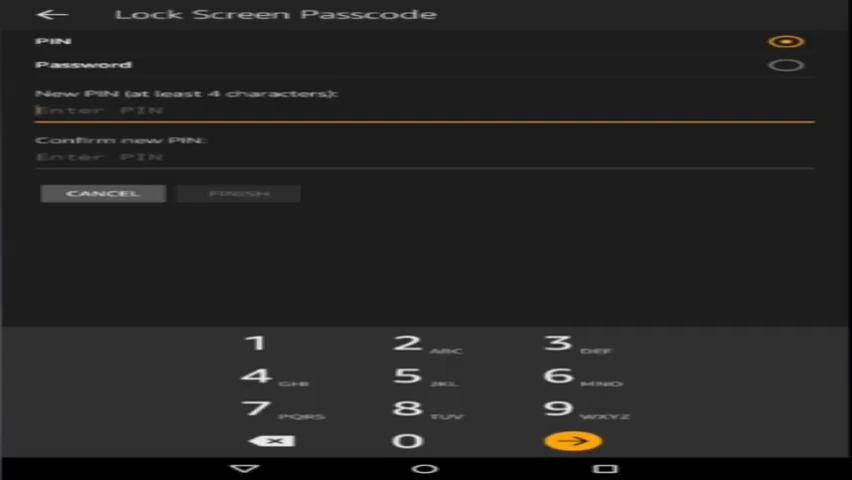 Lock Screen Passcode
PIN
Password
New PIN (at least 4 characters):
Enter PIN
Confirm new PIN:
Enter PIN
CANCEL FINISH
1 2 ABC 3 DEF
4 GHI 5 JKL 6 MNO
7 PQRS 8 TUV 9 WXYZ
0